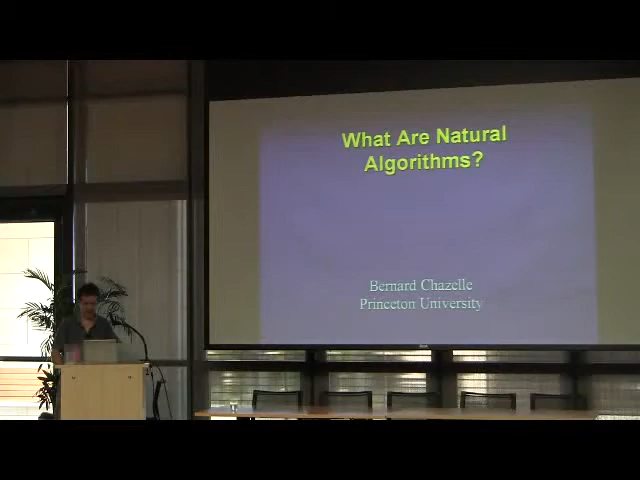 What Are Natural
Algorithms?
Bernard Chazelle
Princeton University